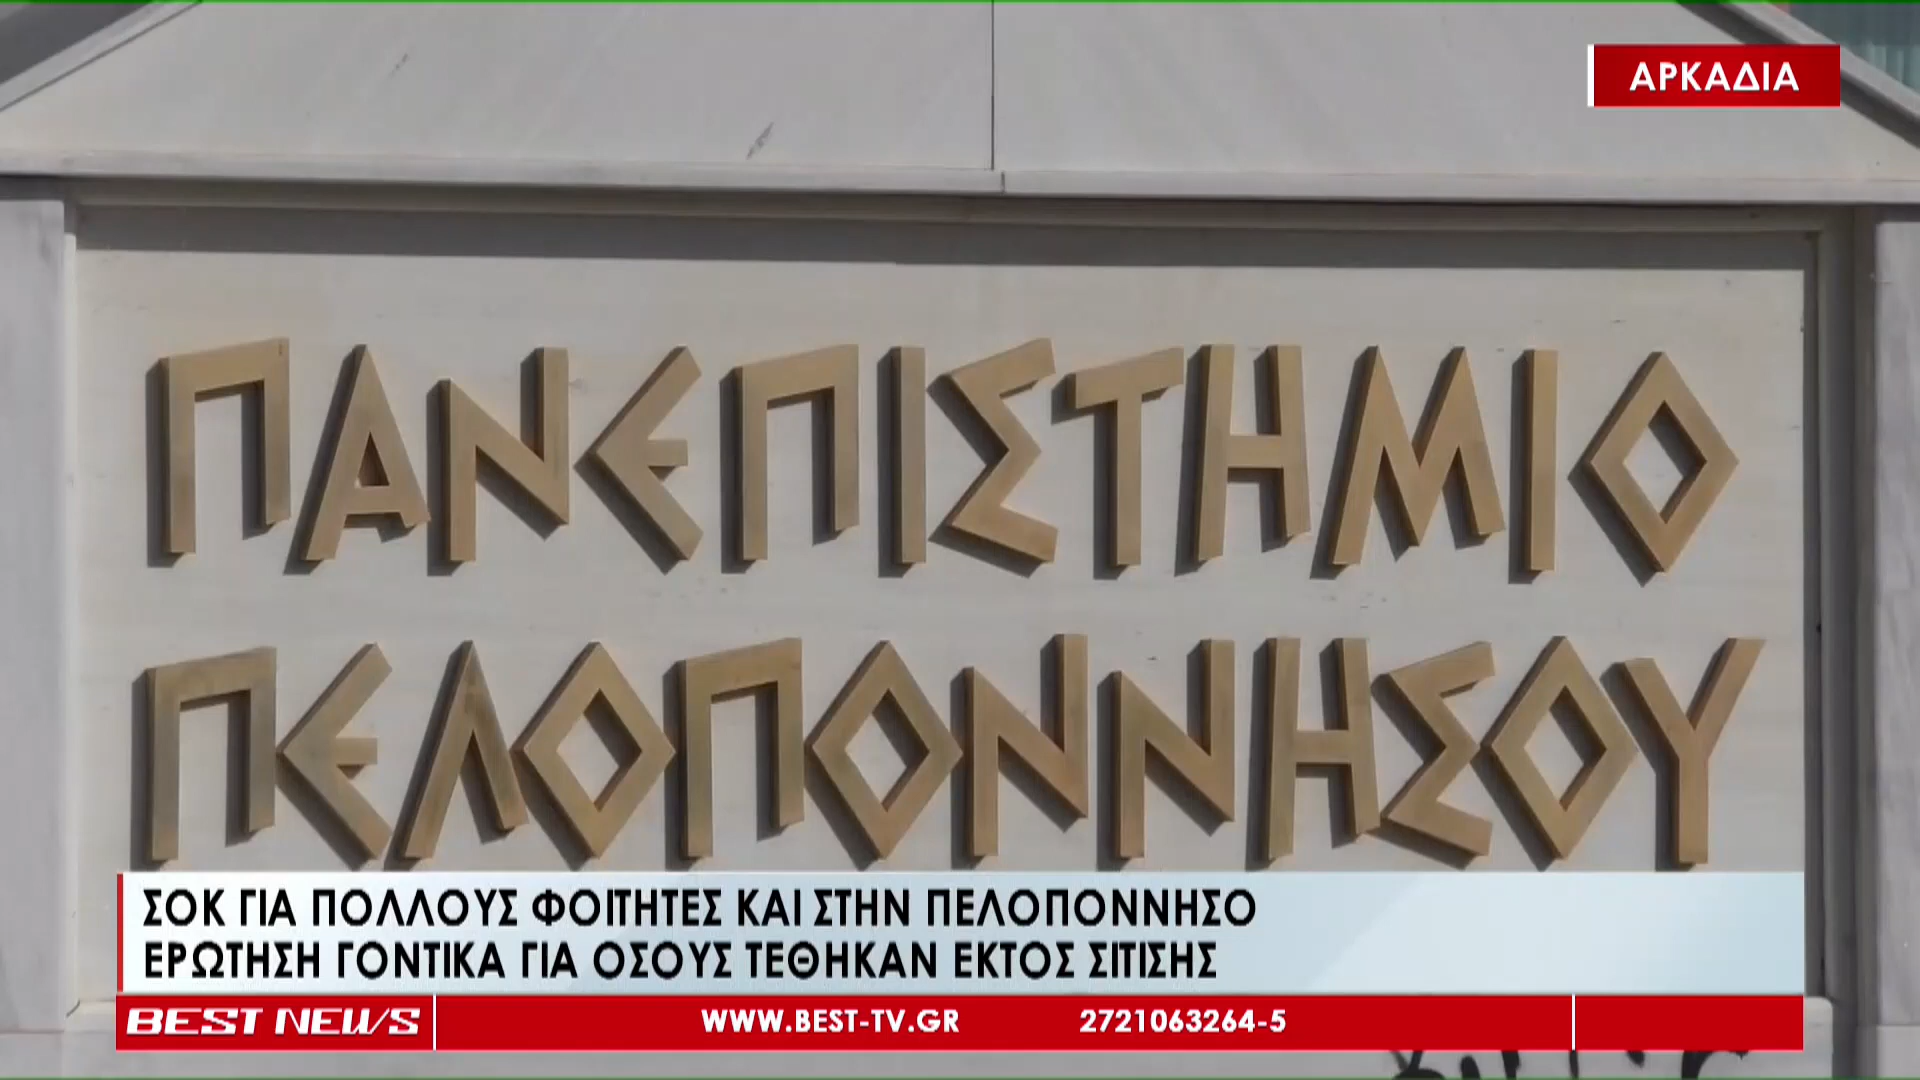 ΑΡΚΑΔΙΑ
ΠΑΝΕΠΙΣΤΗΜΙΟ
ΠΕΛΟΠΟΝΝΗΣΟΥ
ΣΟΚ ΓΙΑ ΠΟΛΛΟΥΣ ΦΟΙΤΗΤΕΣ ΚΑΙ ΣΤΗΝ ΠΕΛΟΠΟΝΝΗΣΟ
ΕΡΩΤΗΣΗ ΓΟΝΤΙΚΑ ΓΙΑ ΟΣΟΥΣ ΤΕΘΗΚΑΝ ΕΚΤΟΣ ΣΙΤΙΣΗΣ
BEST NEWS WWW.BEST-TV.GR 2721063264-5